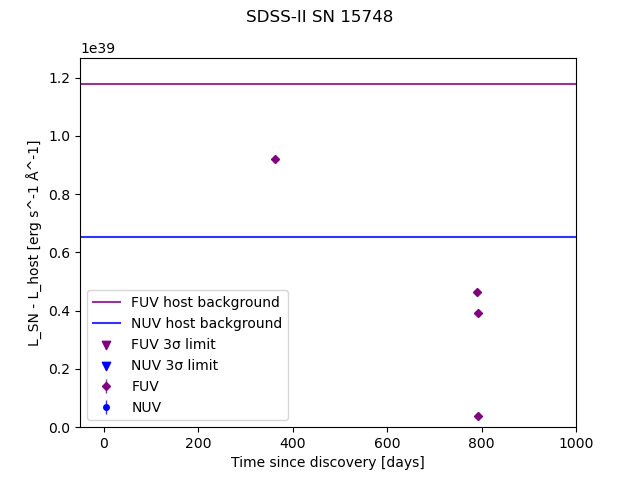 SDSS-II SN 15748
1e39
1.2
1.0
0.8
0.6
0.4
0.2
0.0
L_SN - L_host [erg s^-1 Å^-1]
FUV host background
NUV host background
FUV 3σ limit
NUV 3σ limit
FUV
NUV
0 200 400 600 800 1000
Time since discovery [days]